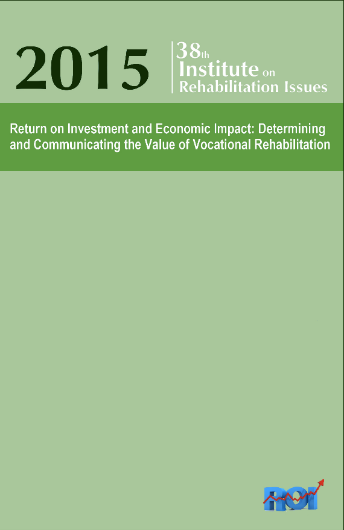 2015
38th
Institute on
Rehabilitation Issues
Return on Investment and Economic Impact: Determining
and Communicating the Value of Vocational Rehabilitation
ROI